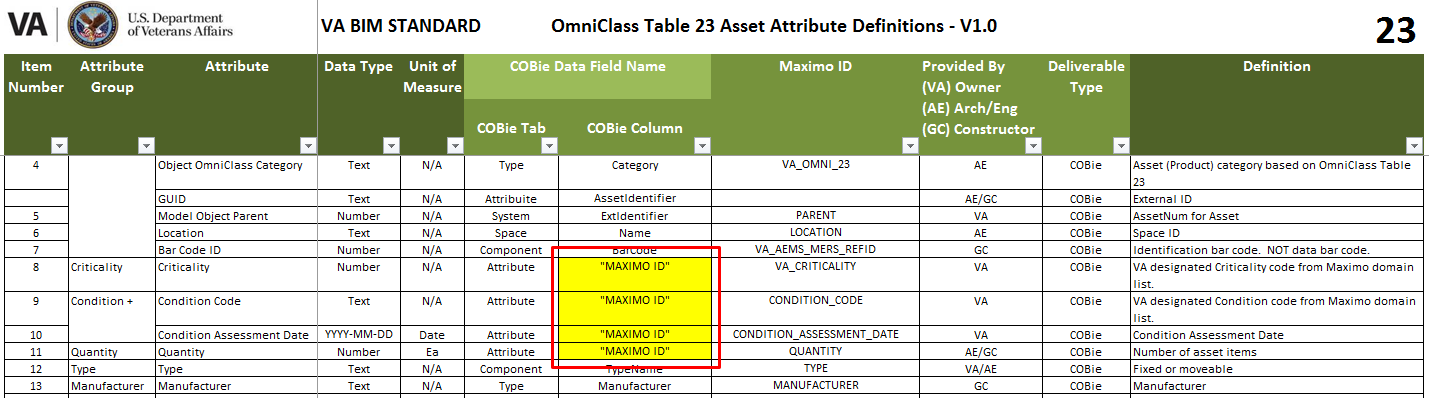 VA U.S. Department of Veterans Affairs VA BIM STANDARD OmniClass Table 23 Asset Attribute Definitions - V1.0 23
Item Number Attribute Group Attribute Data Type Unit of Measure COBie Data Field Name Maximo ID Provided By (VA) Owner (AE) Arch/Eng (GC) Constructor Deliverable Type Definition
COBie Tab COBie Column
4 Object OmniClass Category Text N/A Type Category VA_OMNI_23 AE COBie Asset (Product) category based on OmniClass Table 23
GUID Text N/A Attribuite AssetIdentifier AE/GC COBie External ID
5 Model Object Parent Number N/A System ExtIdentifier PARENT VA COBie AssetNum for Asset
6 Location Text N/A Space Name LOCATION AE COBie Space ID
7 Bar Code ID Number N/A Component BarCode VA_AEMS_MERS_REFID GC COBie Identification bar code. NOT data bar code.
8 Criticality Criticality Number N/A Attribute "MAXIMO ID" VA_CRITICALITY VA COBie VA designated Criticality code from Maximo domain list.
9 Condition + Condition Code Text N/A Attribute "MAXIMO ID" CONDITION_CODE VA COBie VA designated Condition code from Maximo domain list.
10 Condition Assessment Date YYYY-MM-DD Date Attribute "MAXIMO ID" CONDITION_ASSESSMENT_DATE VA COBie Condition Assessment Date
11 Quantity Quantity Number Ea Attribute "MAXIMO ID" QUANTITY AE/GC COBie Number of asset items
12 Type Type Text N/A Component TypeName TYPE VA/AE COBie Fixed or moveable
13 Manufacturer Manufacturer Text N/A Type Manufacturer MANUFACTURER GC COBie Manufacturer